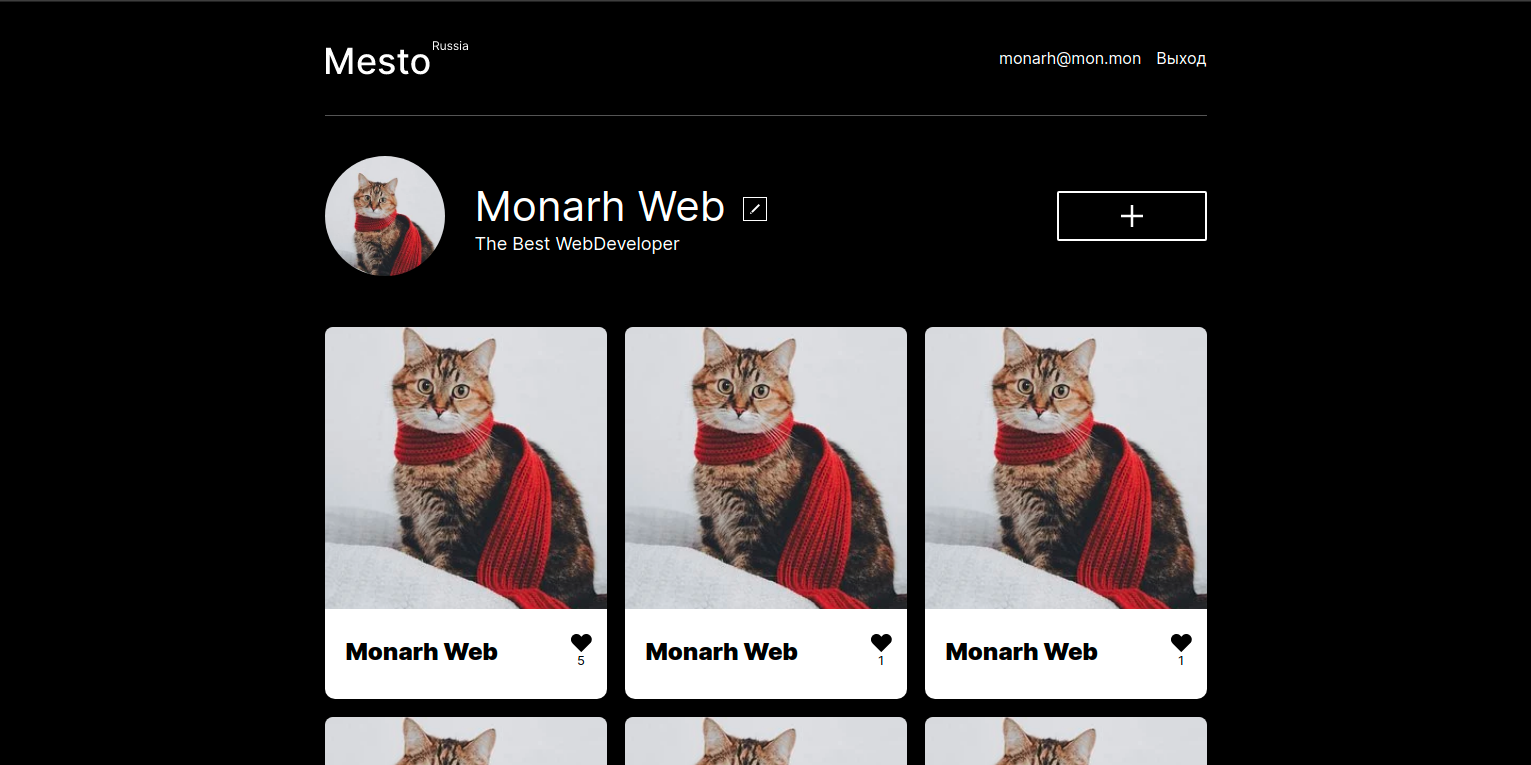 Mesto Russia
monarh@mon.mon Выход
Monarh Web
The Best WebDeveloper
Monarh Web
5
Monarh Web
1
Monarh Web
1